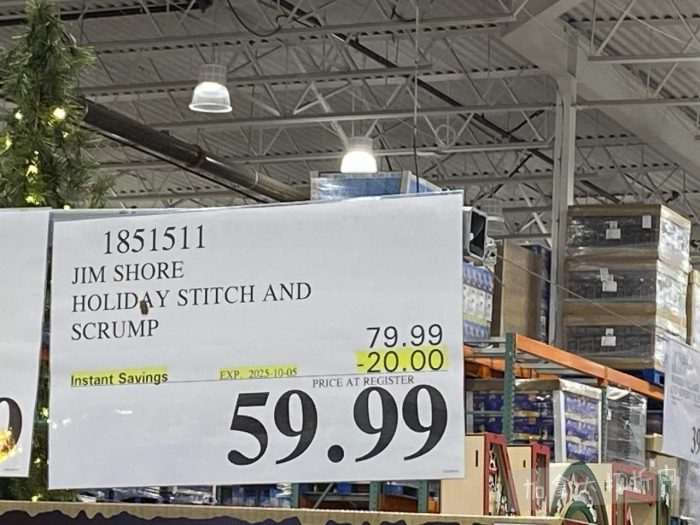 1851511
JIM SHORE
HOLIDAY STITCH AND
SCRUMP
79.99
Instant Savings EXP. 2025-10-05 -20.00
PRICE AT REGISTER
59.99